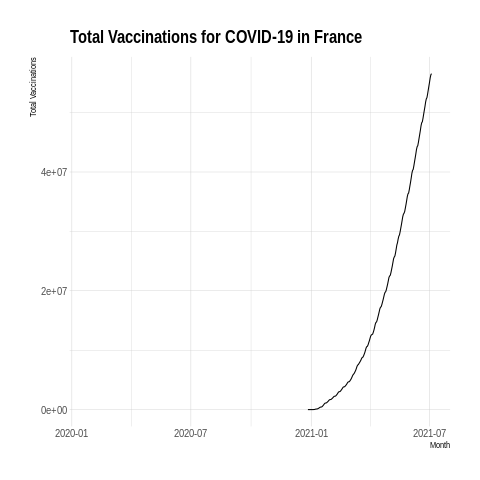 Total Vaccinations for COVID-19 in France
Total Vaccinations
4e+07
2e+07
0e+00
2020-01 2020-07 2021-01 2021-07
Month